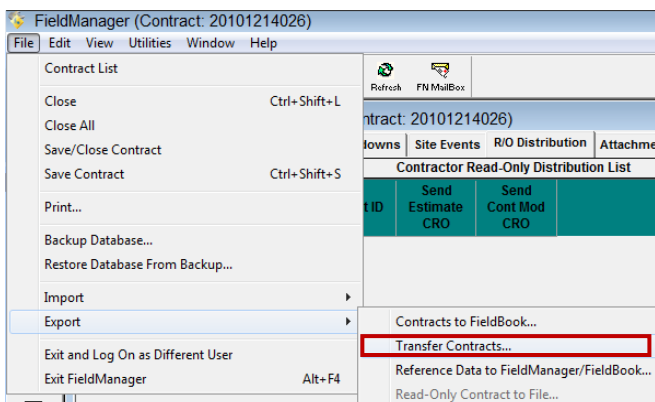 FieldManager (Contract: 20101214026)
File Edit View Utilities Window Help
Contract List
Refresh FN MailBox
Close Ctrl+Shift+L
Close All
Save/Close Contract
Save Contract Ctrl+Shift+S
Print...
Backup Database...
Restore Database From Backup...
Import
Export
Exit and Log On as Different User
Exit FieldManager Alt+F4
ntract: 20101214026)
downs Site Events R/O Distribution Attachme
Contractor Read-Only Distribution List
t ID
Send Estimate CRO
Send Cont Mod CRO
Contracts to FieldBook...
Transfer Contracts...
Reference Data to FieldManager/FieldBook...
Read-Only Contract to File...